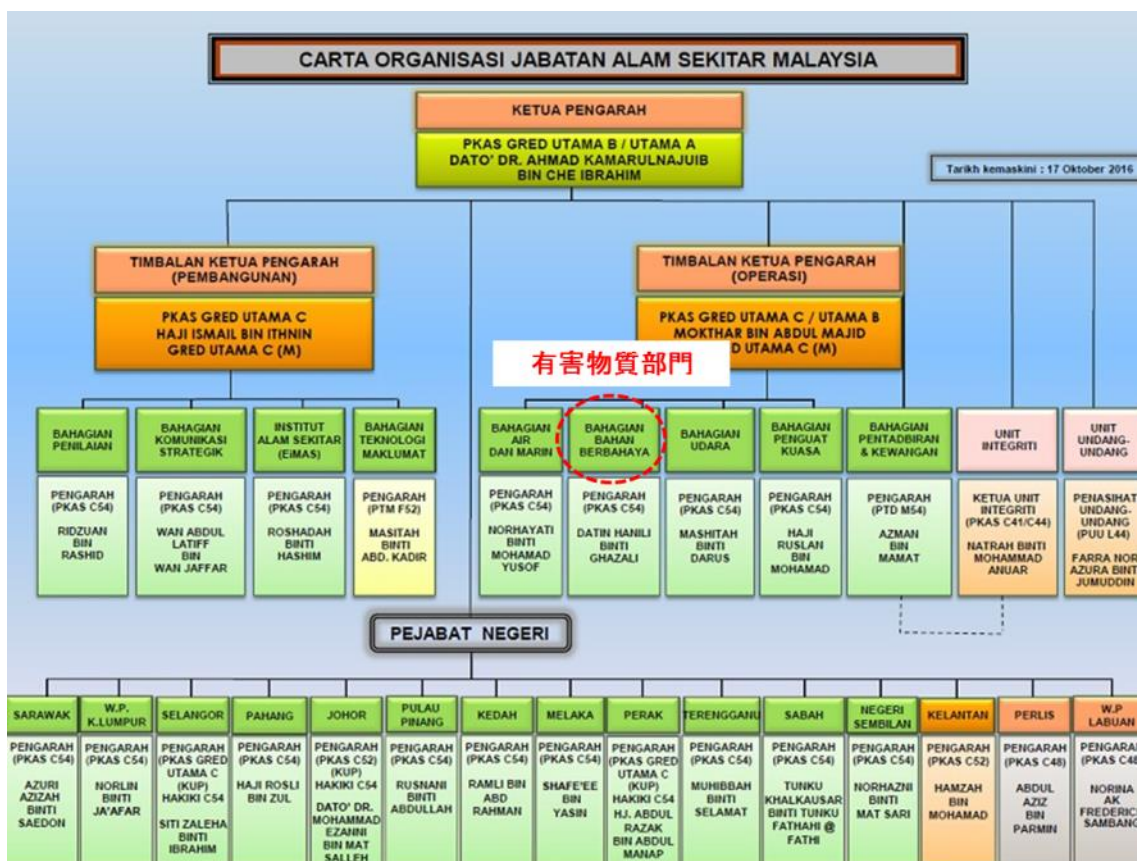 CARTA ORGANISASI JABATAN ALAM SEKITAR MALAYSIA
KETUA PENGARAH
PKAS GRED UTAMA B / UTAMA A
DATO' DR. AHMAD KAMARULNAJUIB
BIN CHE IBRAHIM
Tarikh kemaskini : 17 Oktober 2016
TIMBALAN KETUA PENGARAH
(PEMBANGUNAN)
PKAS GRED UTAMA C
HAJI ISMAIL BIN ITHNIN
GRED UTAMA C (M)
TIMBALAN KETUA PENGARAH
(OPERASI)
PKAS GRED UTAMA C / UTAMA B
MOKTHAR BIN ABDUL MAJID
D UTAMA C (M)
有害物質部門
BAHAGIAN
PENILAIAN
PENGARAH
(PKAS C54)
RIDZUAN
BIN
RASHID
BAHAGIAN
KOMUNIKASI
STRATEGIK
PENGARAH
(PKAS C54)
WAN ABDUL
LATIFF
BIN
WAN JAFFAR
INSTITUT
ALAM SEKITAR
(EiMAS)
PENGARAH
(PKAS C54)
ROSHADAH
BINTI
HASHIM
BAHAGIAN
TEKNOLOGI
MAKLUMAT
PENGARAH
(PTM F52)
MASITAH
BINTI
ABD. KADIR
BAHAGIAN
AIR
DAN MARIN
PENGARAH
(PKAS C54)
NORHAYATI
BINTI
MOHAMAD
YUSOF
BAHAGIAN
BAHAN
BERBAHAYA
PENGARAH
(PKAS C54)
DATIN HANILI
BINTI
GHAZALI
BAHAGIAN
UDARA
PENGARAH
(PKAS C54)
MASHITAH
BINTI
DARUS
BAHAGIAN
PENGUAT
KUASA
PENGARAH
(PKAS C54)
HAJI
RUSLAN
BIN
MOHAMAD
BAHAGIAN
PENTADBIRAN
& KEWANGAN
PENGARAH
(PTD M54)
AZMAN
BIN
MAMAT
UNIT
INTEGRITI
KETUA UNIT
INTEGRITI
(PKAS C41/C44)
NATRAH BINTI
MOHAMMAD
ANUAR
UNIT
UNDANG-
UNDANG
PENASIHAT
UNDANG-
UNDANG
(PUU L44)
FARRA NOR
AZURA BINT
JUMUDDIN
PEJABAT NEGERI
SARAWAK
PENGARAH
(PKAS C54)
AZURI
AZIZAH
BINTI
SAEDON
W.P.
K.LUMPUR
PENGARAH
(PKAS C54)
NORLIN
BINTI
JA'AFAR
SELANGOR
PENGARAH
(PKAS GRED
UTAMA C
(KUP)
HAKIKI C54
SITI ZALEHA
BINTI
IBRAHIM
PAHANG
PENGARAH
(PKAS C54)
HAJI ROSLI
BIN ZUL
JOHOR
PENGARAH
(PKAS C52)
(KUP)
HAKIKI C54
DATO' DR.
MOHAMMAD
EZANNI
BIN MAT
SALLEH
PULAU
PINANG
PENGARAH
(PKAS C54)
RUSNANI
BINTI
ABDULLAH
KEDAH
PENGARAH
(PKAS C54)
RAMLI BIN
ABD
RAHMAN
MELAKA
PENGARAH
(PKAS C54)
SHAFE'EE
BIN
YASIN
PERAK
PENGARAH
(PKAS GRED
UTAMA C
(KUP)
HAKIKI C54
HJ. ABDUL
RAZAK
BIN ABDUL
MANAP
TERENGGANU
PENGARAH
(PKAS C54)
MUHIBBAH
BINTI
SELAMAT
SABAH
PENGARAH
(PKAS C54)
TUNKU
KHALKAUSAR
BINTI TUNKU
FATHAHI @
FATHI
NEGERI
SEMBILAN
PENGARAH
(PKAS C54)
NORHAZNI
BINTI
MAT SARI
KELANTAN
PENGARAH
(PKAS C52)
HAMZAH
BIN
MOHAMAD
PERLIS
PENGARAH
(PKAS C48)
ABDUL
AZIZ
BIN
PARMIN
W.P
LABUAN
PENGARAH
(PKAS C48
NORINA
AK
FREDERIC
SAMBANG